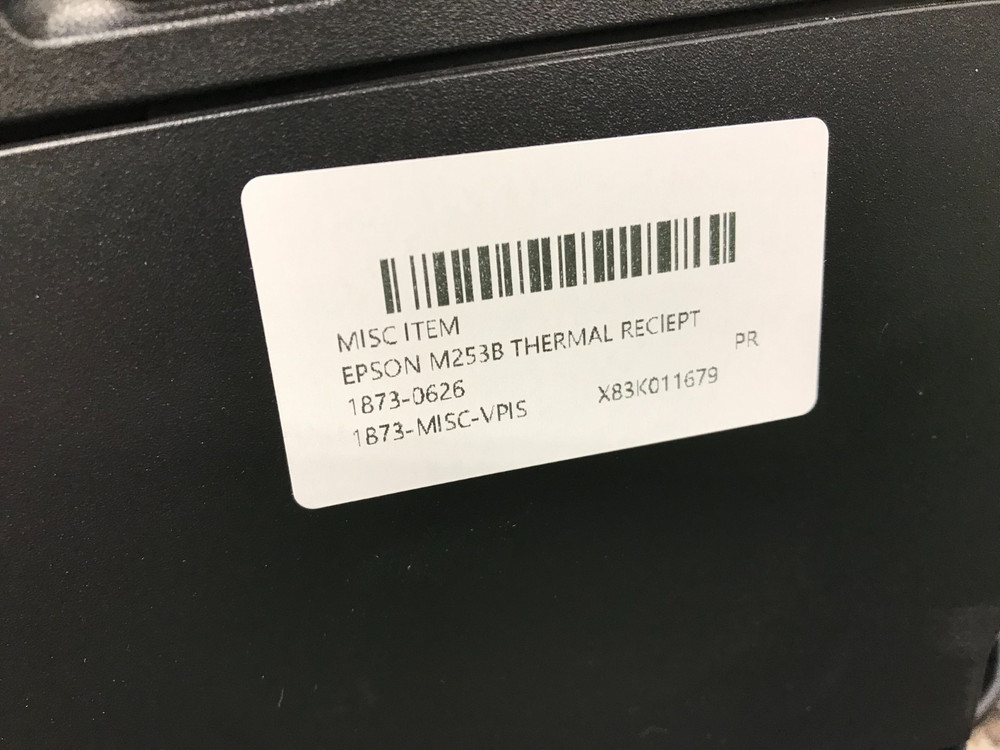 MISC ITEM
EPSON M253B THERMAL RECIEPT PR
1873-0626
1873-MISC-VPIS X83K011679